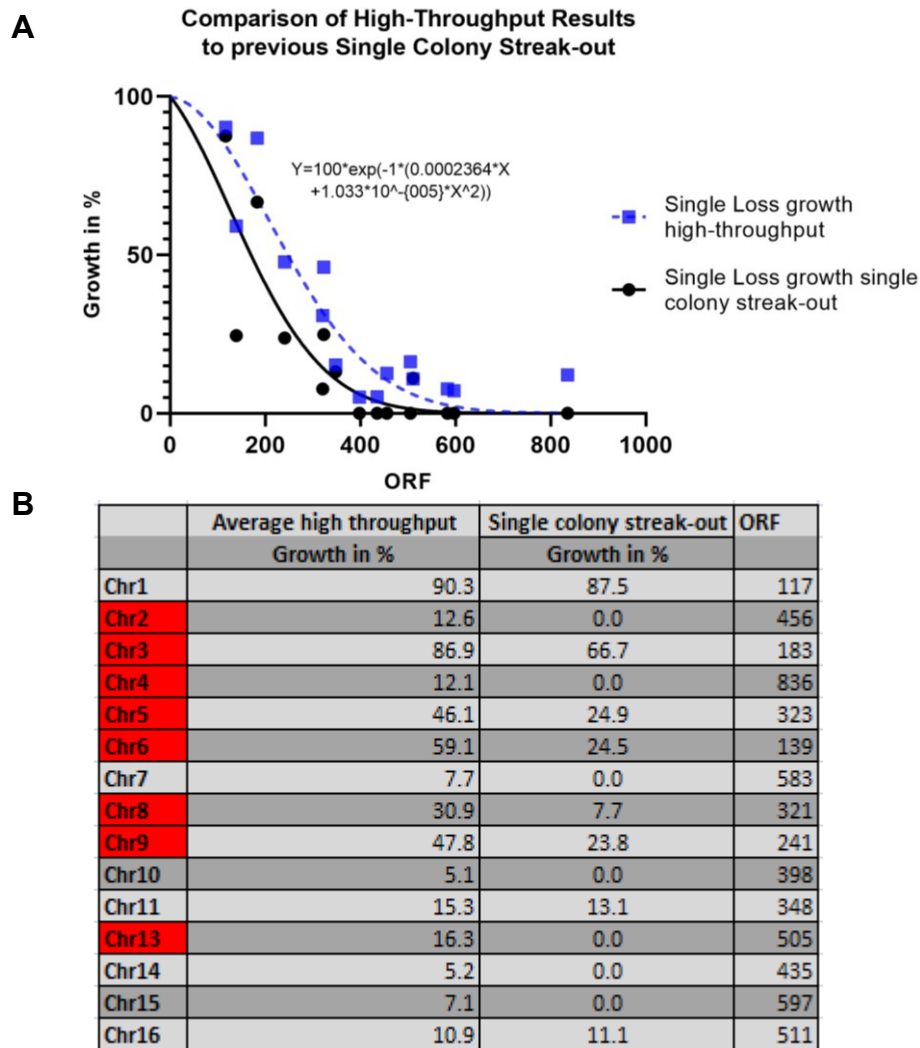 A
Comparison of High-Throughput Results
to previous Single Colony Streak-out
Growth in %
100
50
0
Y=100*exp(-1*(0.0002364*X
+1.033*10^-{005}*X^2))
Single Loss growth
high-throughput
Single Loss growth single
colony streak-out
0 200 400 600 800 1000
ORF
B
Average high throughput Single colony streak-out ORF
Growth in % Growth in %
Chr1 90.3 87.5 117
Chr2 12.6 0.0 456
Chr3 86.9 66.7 183
Chr4 12.1 0.0 836
Chr5 46.1 24.9 323
Chr6 59.1 24.5 139
Chr7 7.7 0.0 583
Chr8 30.9 7.7 321
Chr9 47.8 23.8 241
Chr10 5.1 0.0 398
Chr11 15.3 13.1 348
Chr13 16.3 0.0 505
Chr14 5.2 0.0 435
Chr15 7.1 0.0 597
Chr16 10.9 11.1 511